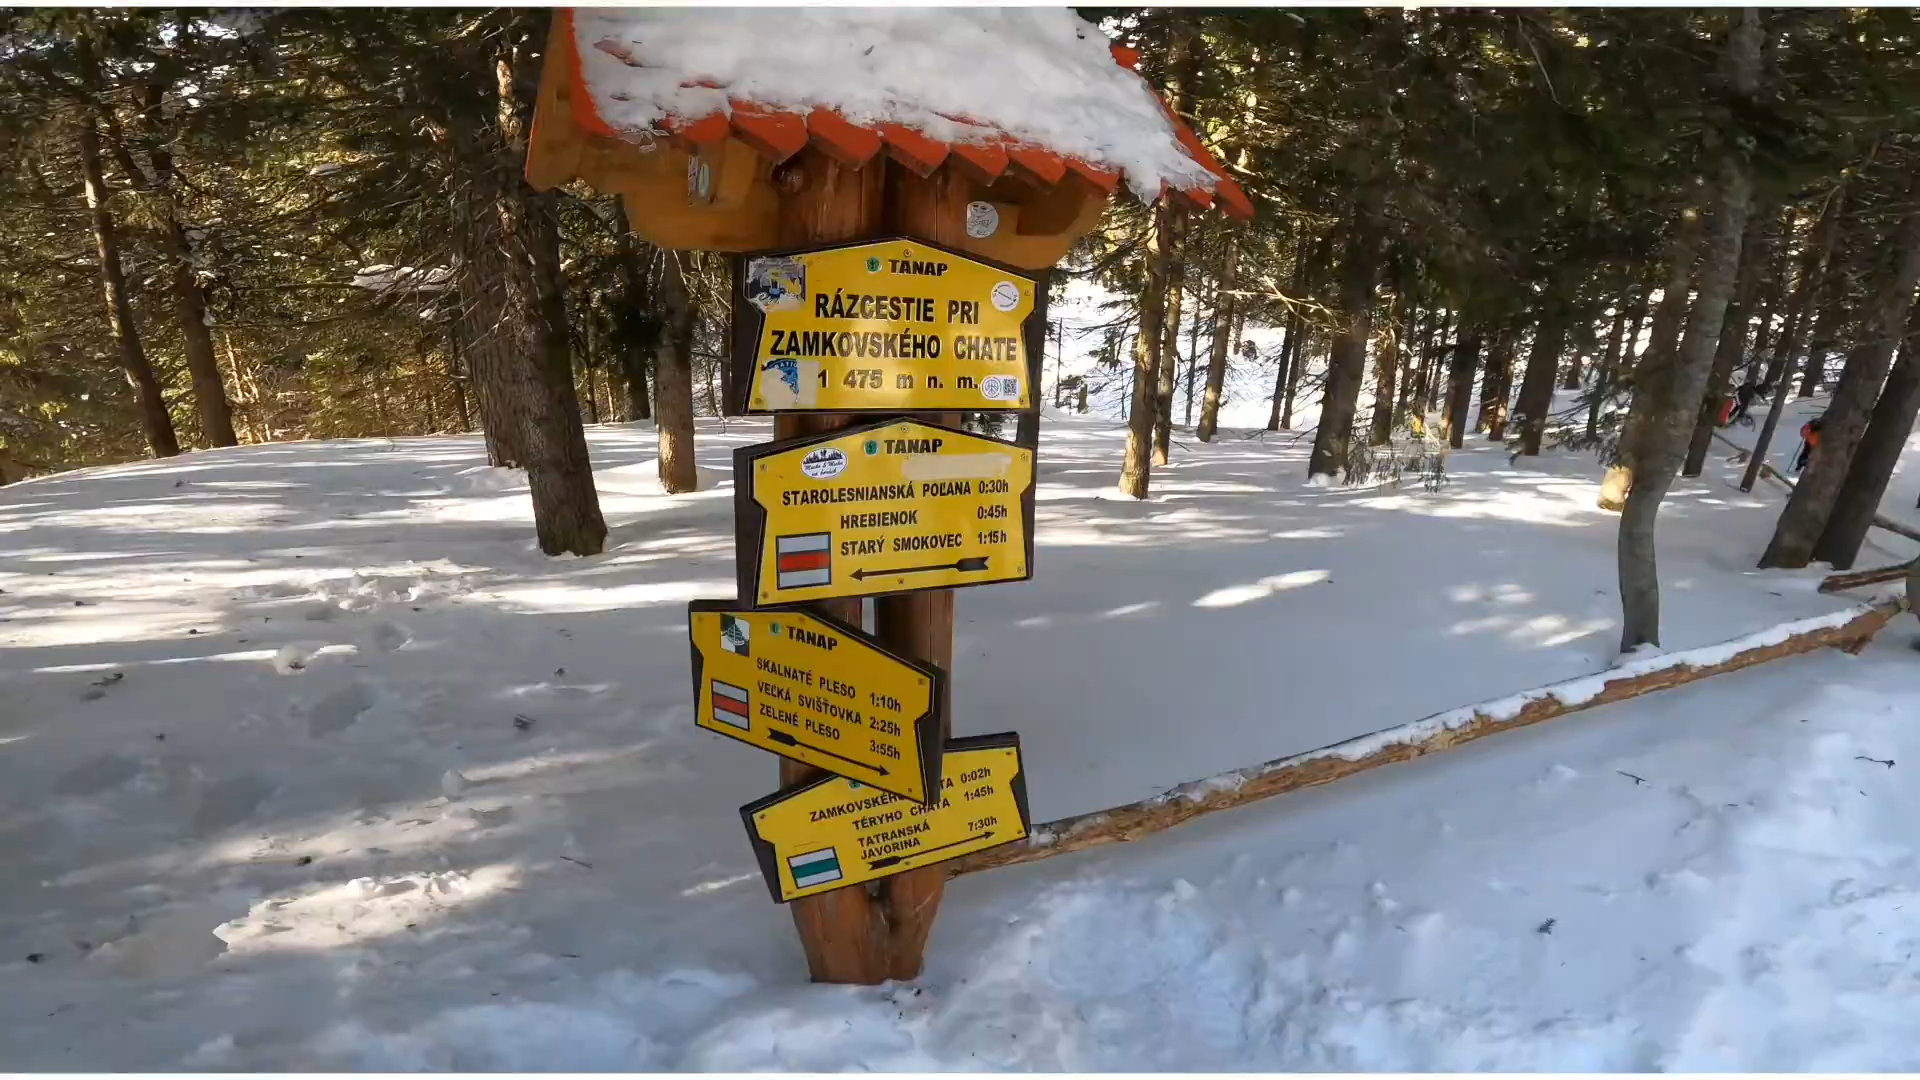 TANAP
RÁZCESTIE PRI
ZAMKOVSKÉHO CHATE
1 475 m n. m.
TANAP
STAROLESNIANSKÁ POĽANA 0:30h
HREBIENOK 0:45h
STARÝ SMOKOVEC 1:15h
TANAP
SKALNATÉ PLESO 1:10h
VEĽKÁ SVIŠŤOVKA 2:25h
ZELENÉ PLESO 3:55h
0:02h
TÉRYHO CHATA 1:45h
TATRANSKÁ
JAVORINA 7:30h